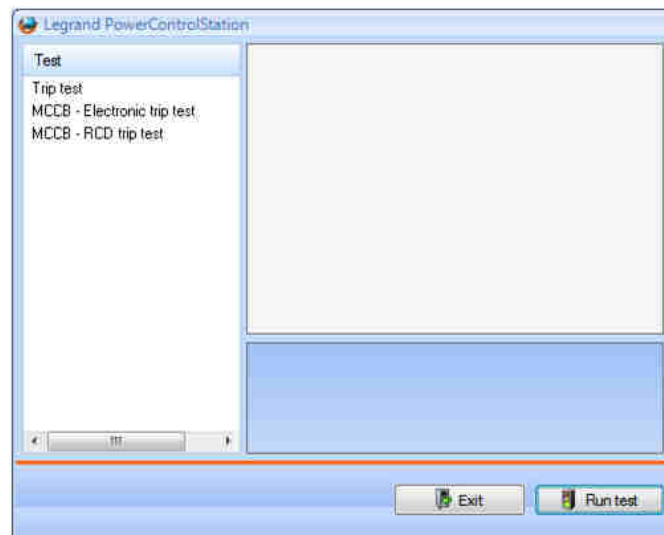 Legrand PowerControlStation
Test
Trip test
MCCB - Electronic trip test
MCCB - RCD trip test
Exit
Run test